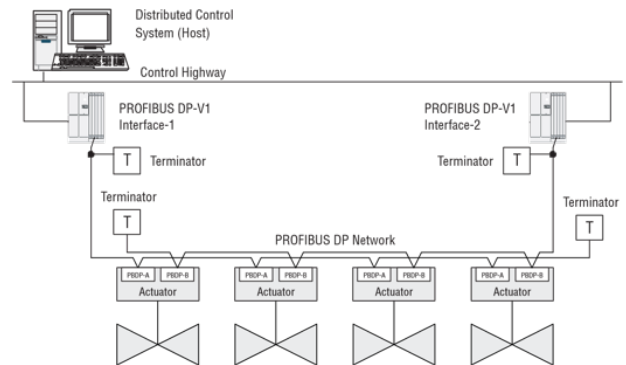 Distributed Control
System (Host)
Control Highway
PROFIBUS DP-V1
Interface-1
PROFIBUS DP-V1
Interface-2
T
Terminator
Terminator
T
Terminator
T
Terminator
T
PROFIBUS DP Network
PBDP-A PBDP-B
Actuator
PBDP-A PBDP-B
Actuator
PBDP-A PBDP-B
Actuator
PBDP-A PBDP-B
Actuator